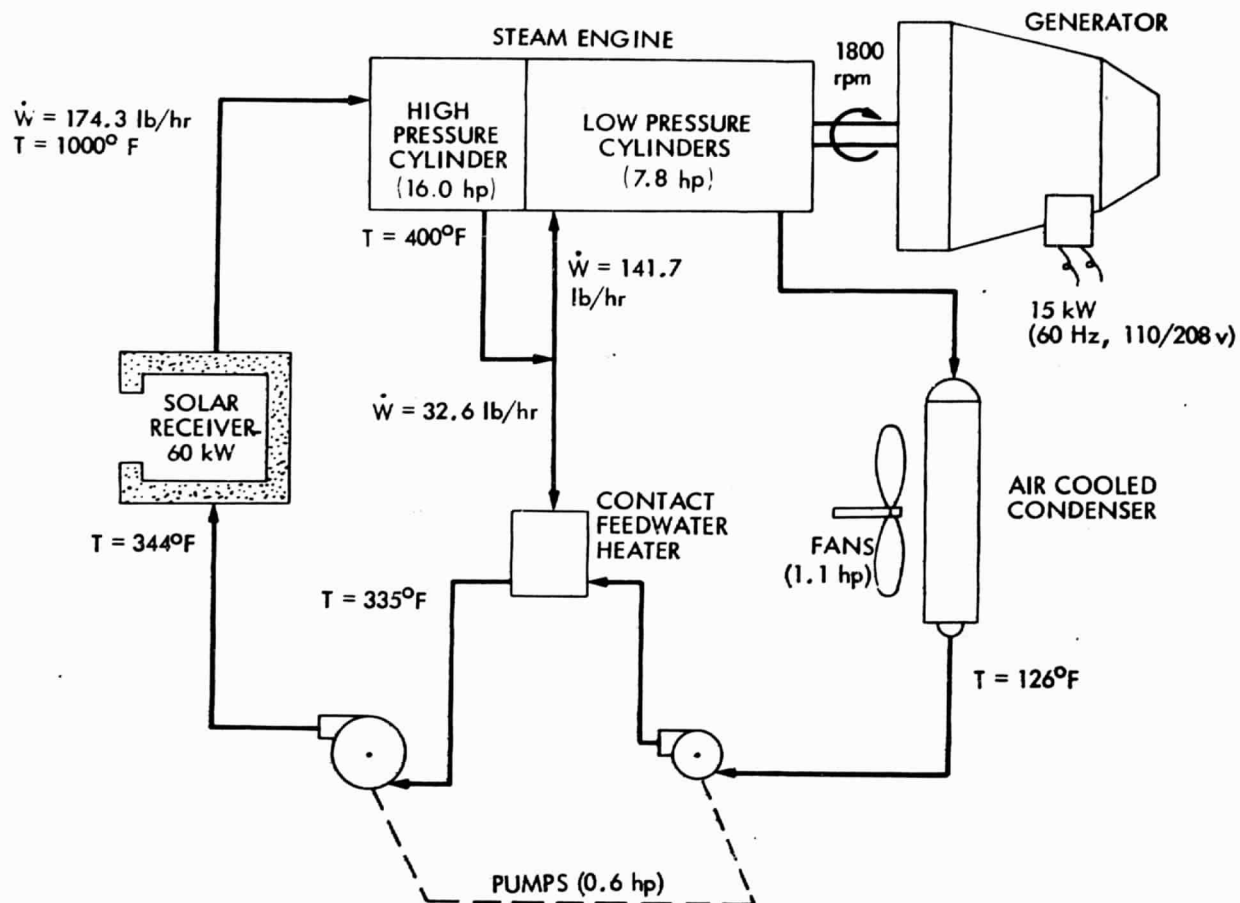 GENERATOR
STEAM ENGINE
1800
rpm
Ẇ = 174.3 lb/hr
T = 1000° F
HIGH
PRESSURE
CYLINDER
(16.0 hp)
LOW PRESSURE
CYLINDERS
(7.8 hp)
T = 400°F
Ẇ = 141.7
lb/hr
15 kW
(60 Hz, 110/208 v)
SOLAR
RECEIVER-
60 kW
Ẇ = 32.6 lb/hr
CONTACT
FEEDWATER
HEATER
AIR COOLED
CONDENSER
FANS
(1.1 hp)
T = 344°F
T = 335°F
T = 126°F
PUMPS (0.6 hp)